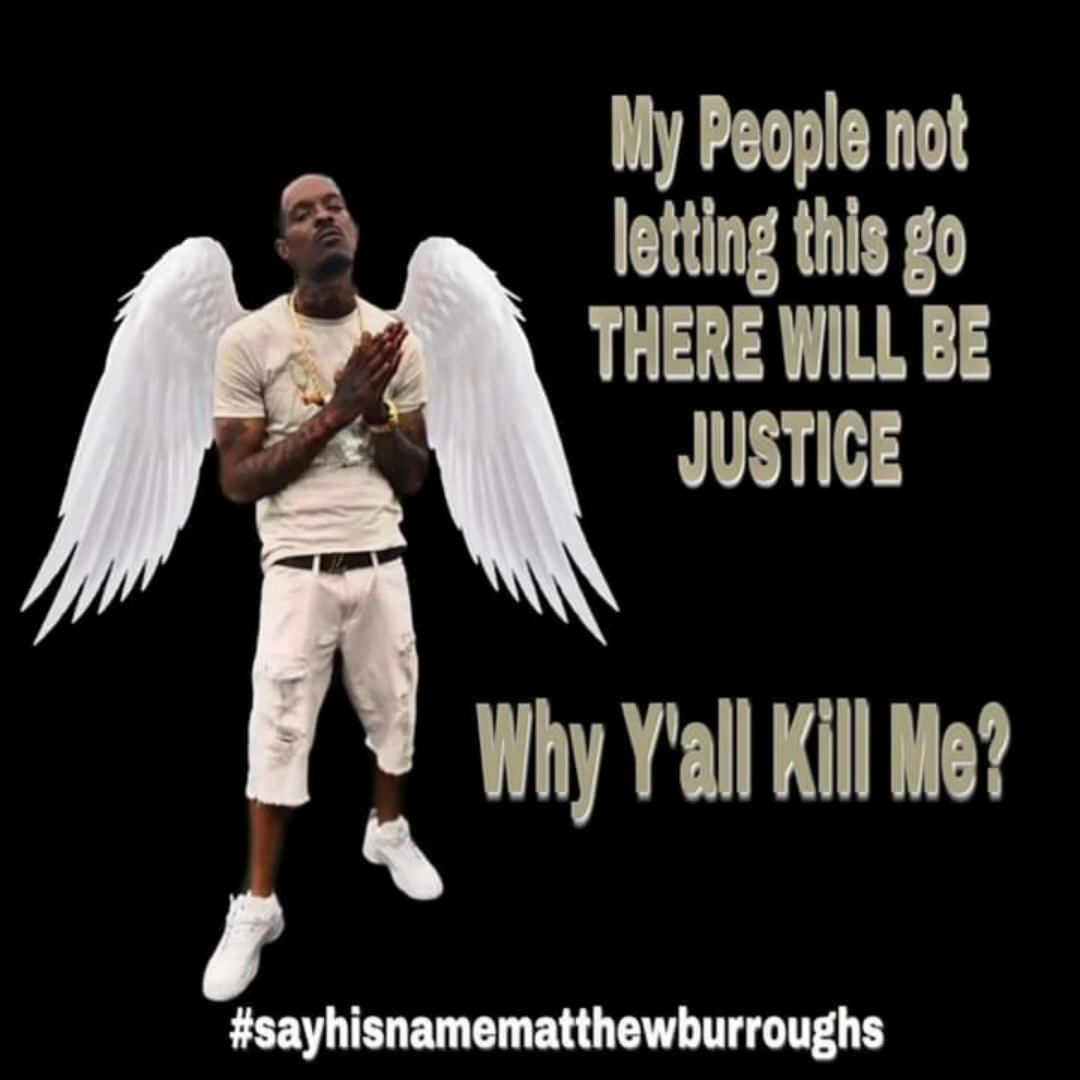 My People not
letting this go
THERE WILL BE
JUSTICE
Why Y'all Kill Me?
#sayhisnamematthewburroughs